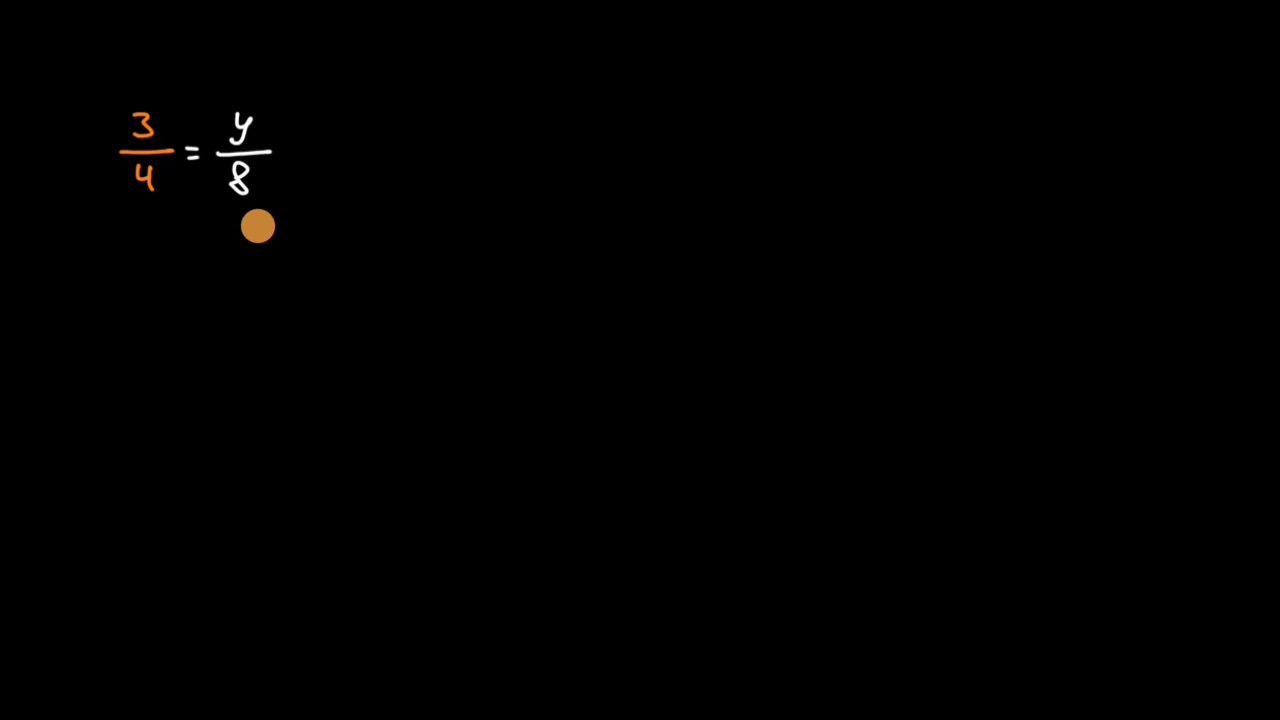 3/4 = y/8